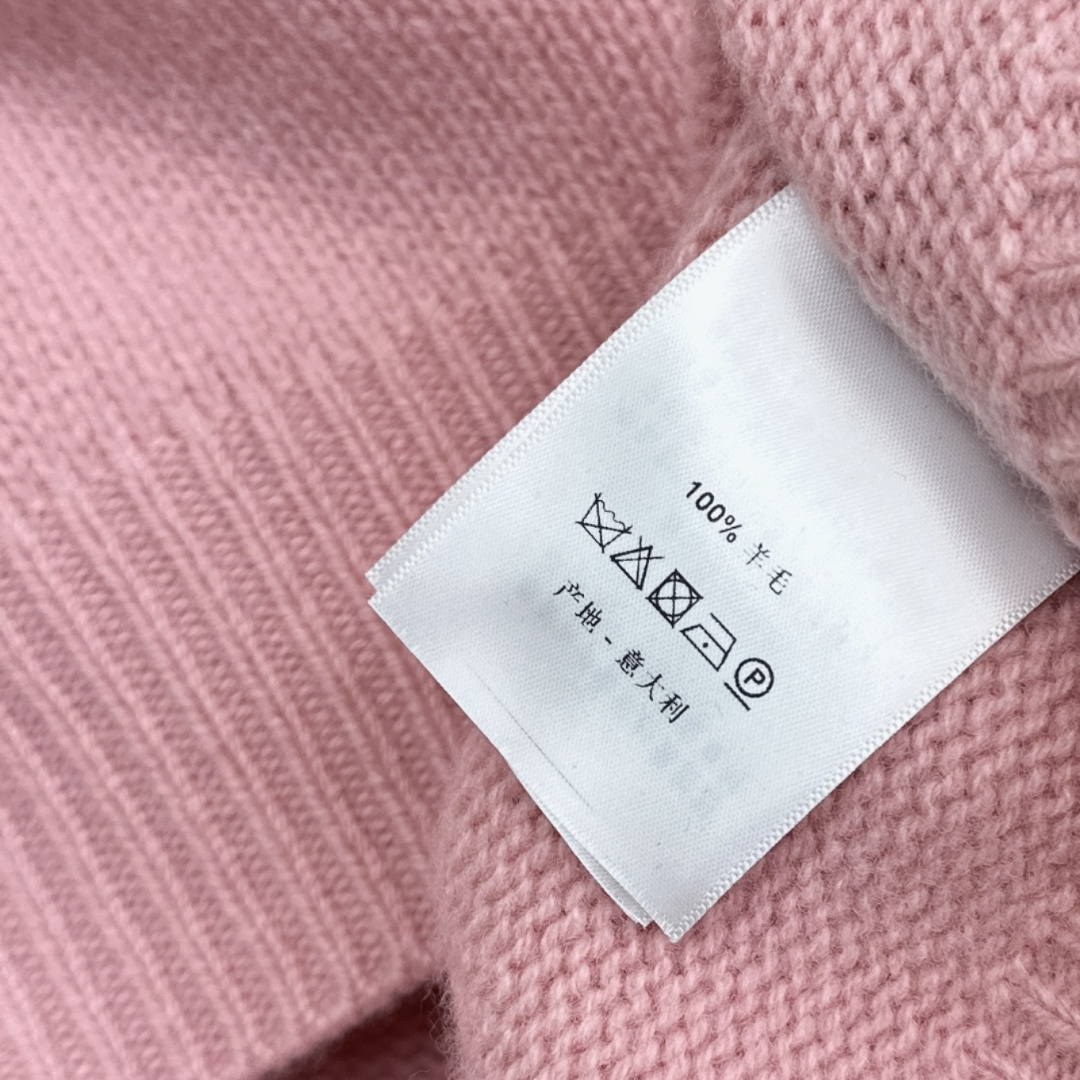 100% 羊毛
P
产地 - 意大利